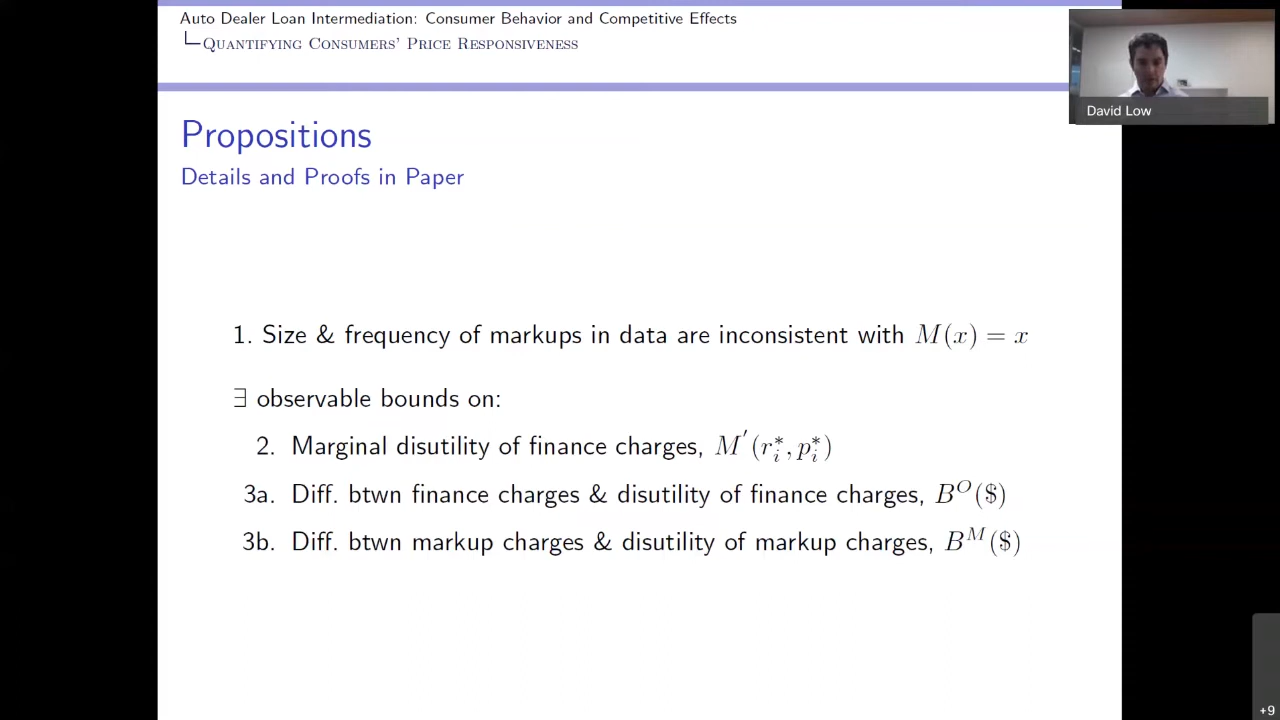 Auto Dealer Loan Intermediation: Consumer Behavior and Competitive Effects
QUANTIFYING CONSUMERS' PRICE RESPONSIVENESS
David Low
Propositions
Details and Proofs in Paper
1. Size & frequency of markups in data are inconsistent with M(x) = x
∃ observable bounds on:
2. Marginal disutility of finance charges, M′(r*ᵢ, p*ᵢ)
3a. Diff. btwn finance charges & disutility of finance charges, Bᴼ($)
3b. Diff. btwn markup charges & disutility of markup charges, Bᴹ($)
+9